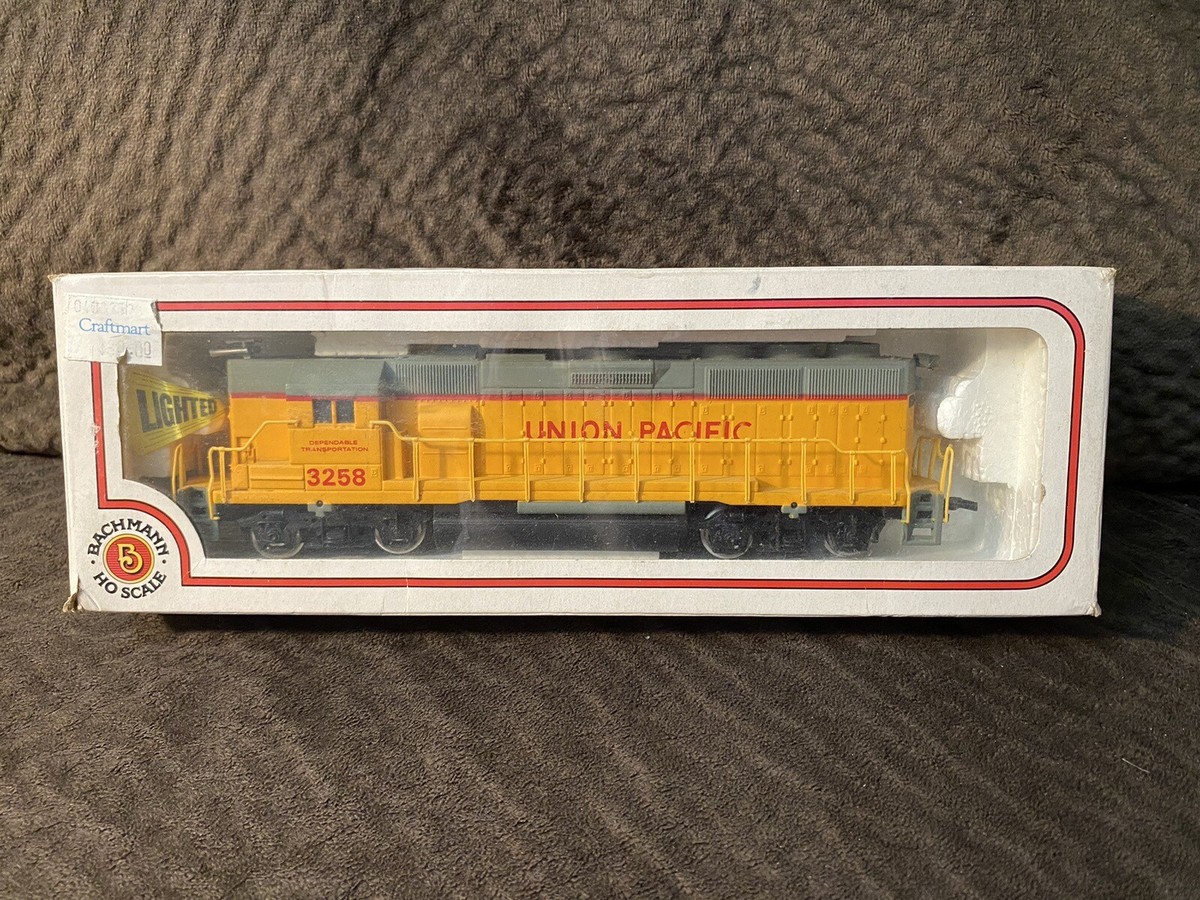 Craftmart
LIGHTED
UNION PACIFIC
DEPENDABLE
TRANSPORTATION
3258
BACHMANN
B
HO SCALE